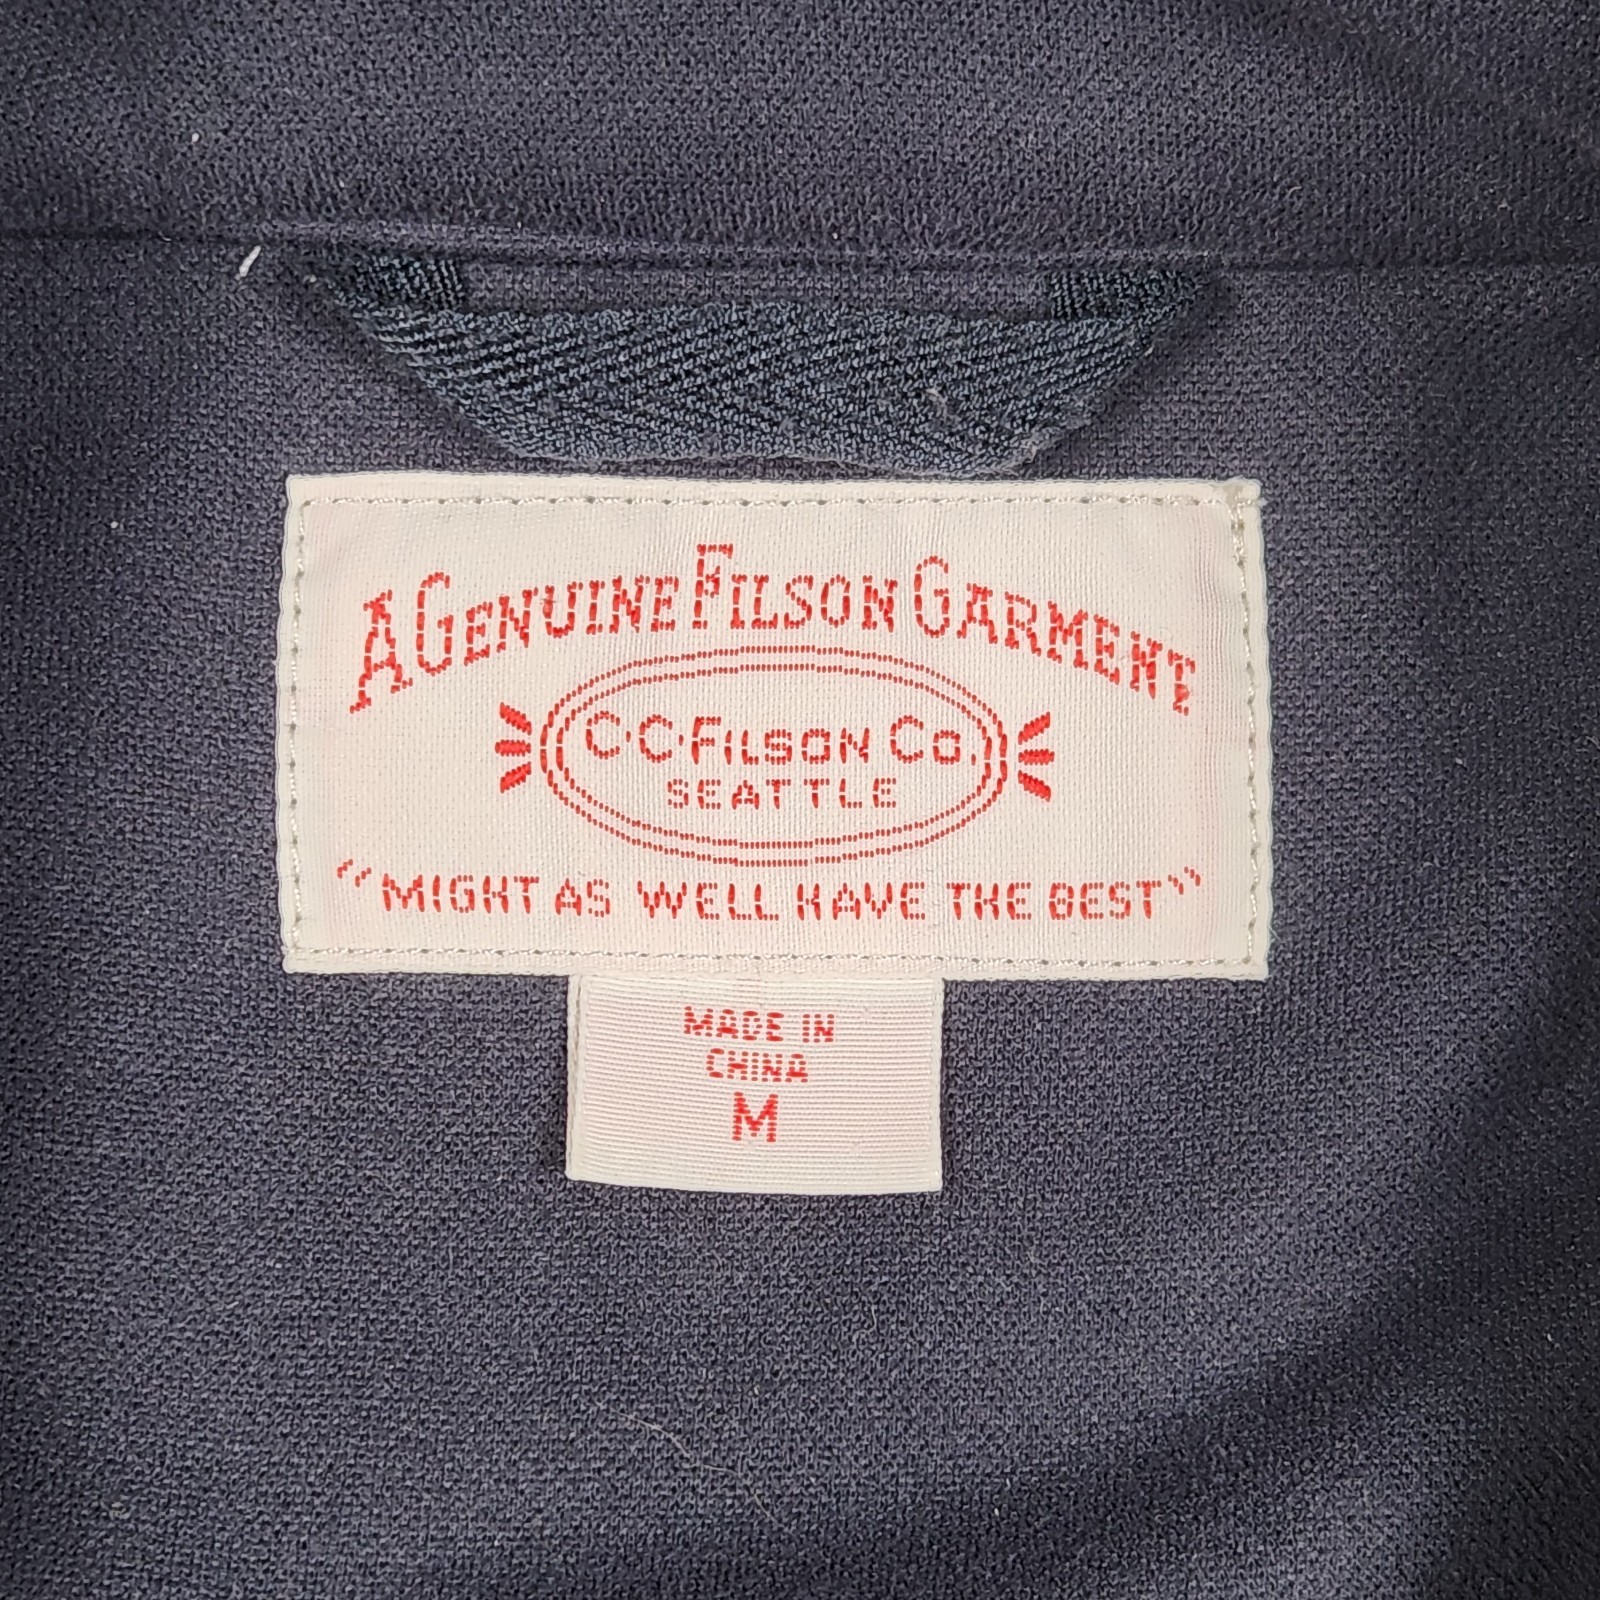 A GENUINE FILSON GARMENT
C·C·FILSON CO.
SEATTLE
"MIGHT AS WELL HAVE THE BEST"
MADE IN
CHINA
M